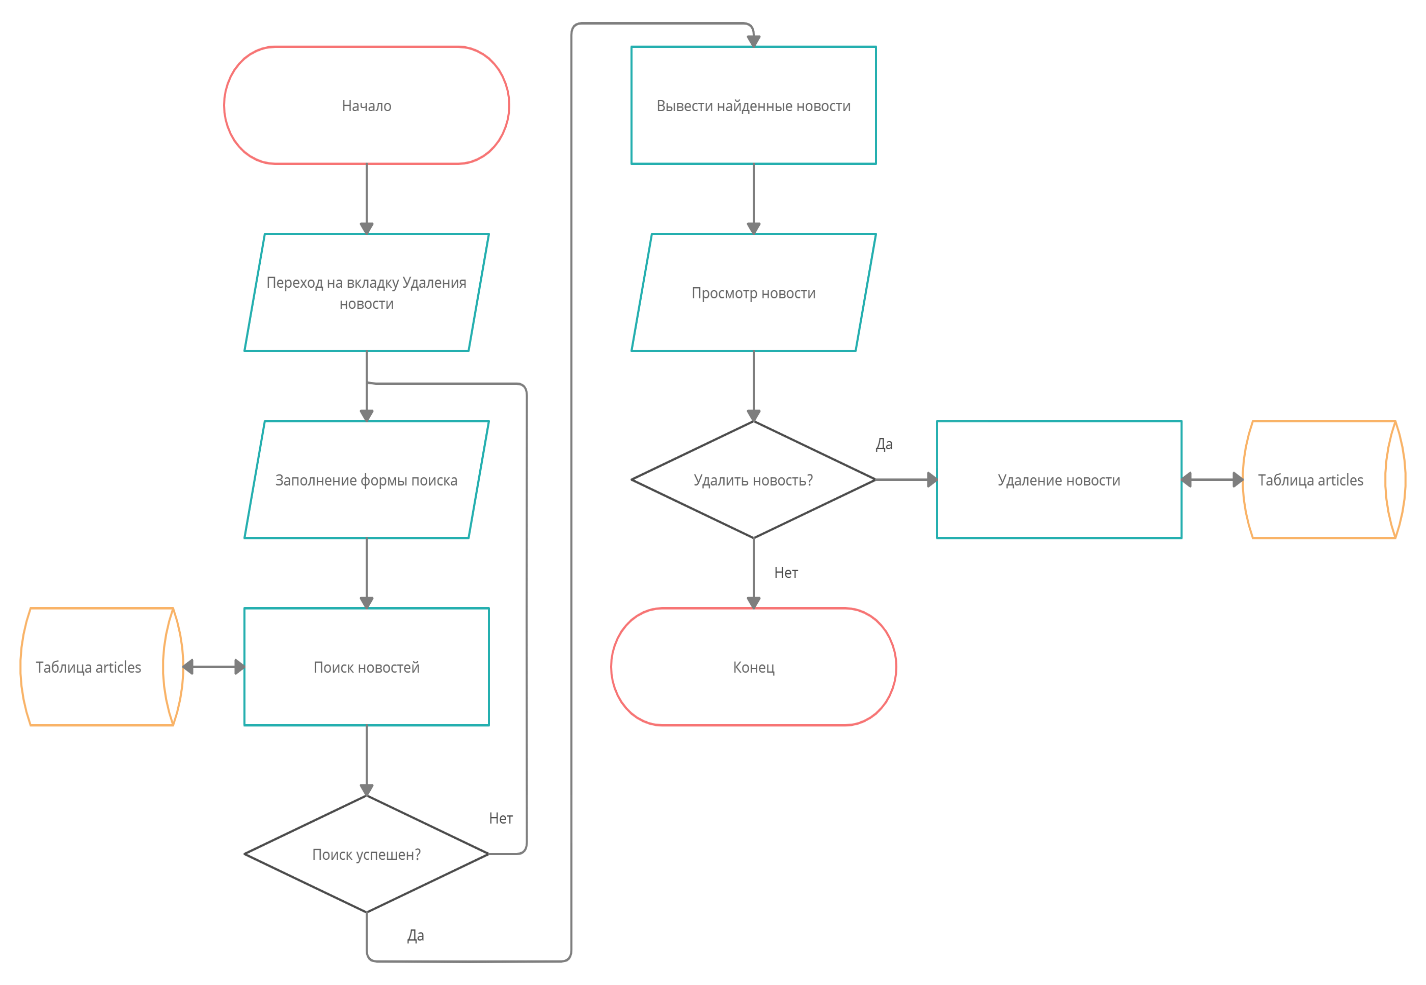 Начало
Переход на вкладку Удаления
новости
Заполнение формы поиска
Таблица articles
Поиск новостей
Нет
Поиск успешен?
Да
Вывести найденные новости
Просмотр новости
Да
Удалить новость?
Удаление новости
Таблица articles
Нет
Конец